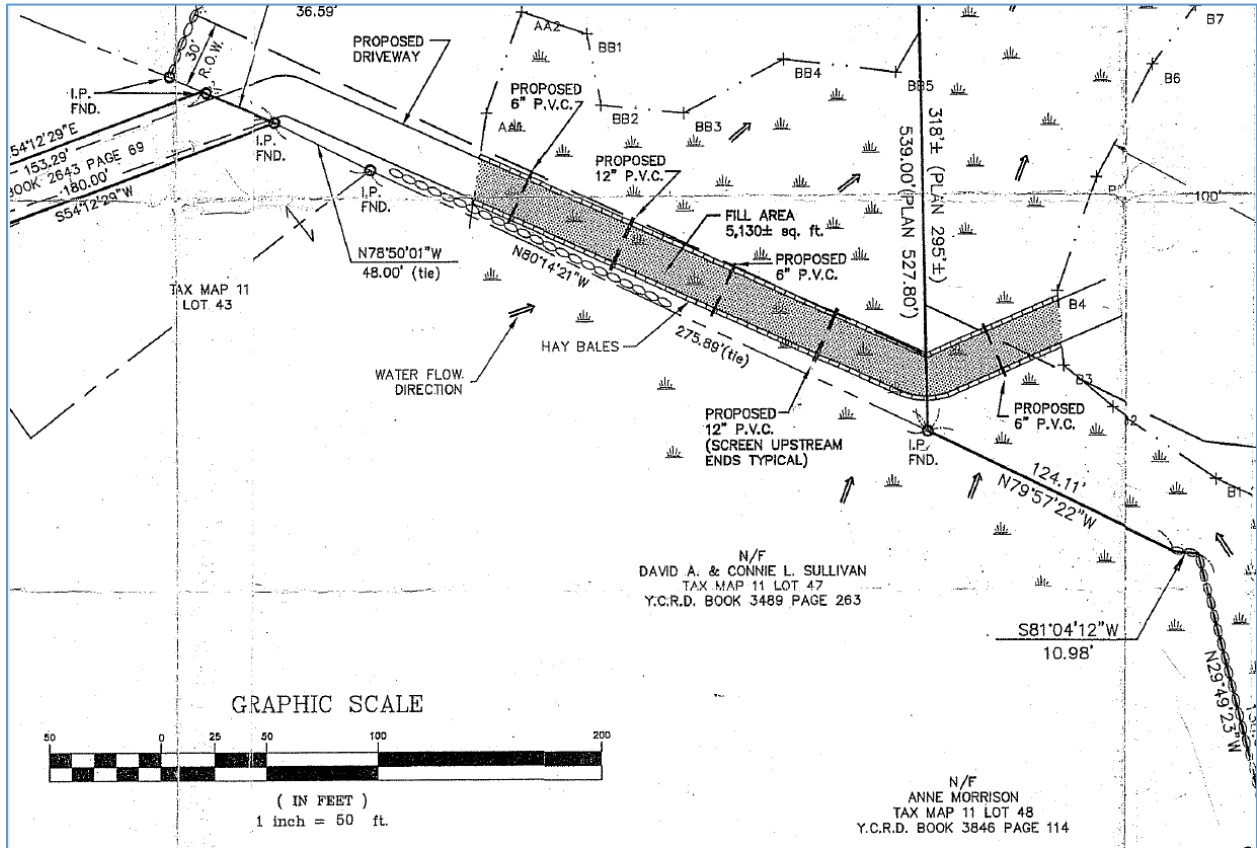 36.59'
30'
R.O.W.
PROPOSED
DRIVEWAY
AA2
BB1
BB4
B7
B6
BB5
I.P.
FND.
PROPOSED
6" P.V.C.
BB2
BB3
AA1
54°12'29"E
153.29'
BOOK 2643 PAGE 69
180.00'
S54°12'29"W
I.P.
FND.
I.P.
FND.
PROPOSED
12" P.V.C.
318'± (PLAN 295'±)
539.00'(PLAN 527.80')
100'
FILL AREA
5,130± sq. ft.
N78°50'01"W
48.00' (tie)
N80°14'21"W
PROPOSED
6" P.V.C.
TAX MAP 11
LOT 43
HAY BALES
275.89'(tie)
B4
WATER FLOW
DIRECTION
B3
PROPOSED
12" P.V.C.
(SCREEN UPSTREAM
ENDS TYPICAL)
PROPOSED
6" P.V.C.
I.P.
FND.
B1
124.11'
N79°57'22"W
N/F
DAVID A. & CONNIE L. SULLIVAN
TAX MAP 11 LOT 47
Y.C.R.D. BOOK 3489 PAGE 263
S81°04'12"W
10.98'
N29°49'23"W
GRAPHIC SCALE
50 0 25 50 100 200
( IN FEET )
1 inch = 50 ft.
N/F
ANNE MORRISON
TAX MAP 11 LOT 48
Y.C.R.D. BOOK 3846 PAGE 114